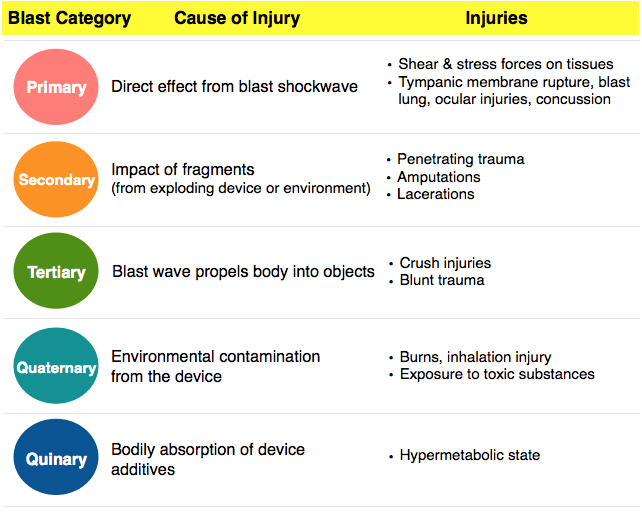 Blast Category Cause of Injury Injuries
Primary
Direct effect from blast shockwave
• Shear & stress forces on tissues
• Tympanic membrane rupture, blast
lung, ocular injuries, concussion
Secondary
Impact of fragments
(from exploding device or environment)
• Penetrating trauma
• Amputations
• Lacerations
Tertiary
Blast wave propels body into objects
• Crush injuries
• Blunt trauma
Quaternary
Environmental contamination
from the device
• Burns, inhalation injury
• Exposure to toxic substances
Quinary
Bodily absorption of device
additives
• Hypermetabolic state